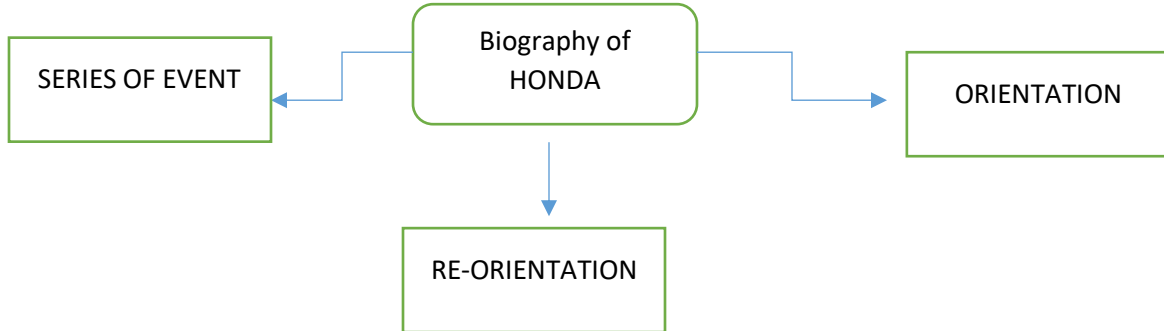 Biography of
HONDA
SERIES OF EVENT
ORIENTATION
RE-ORIENTATION